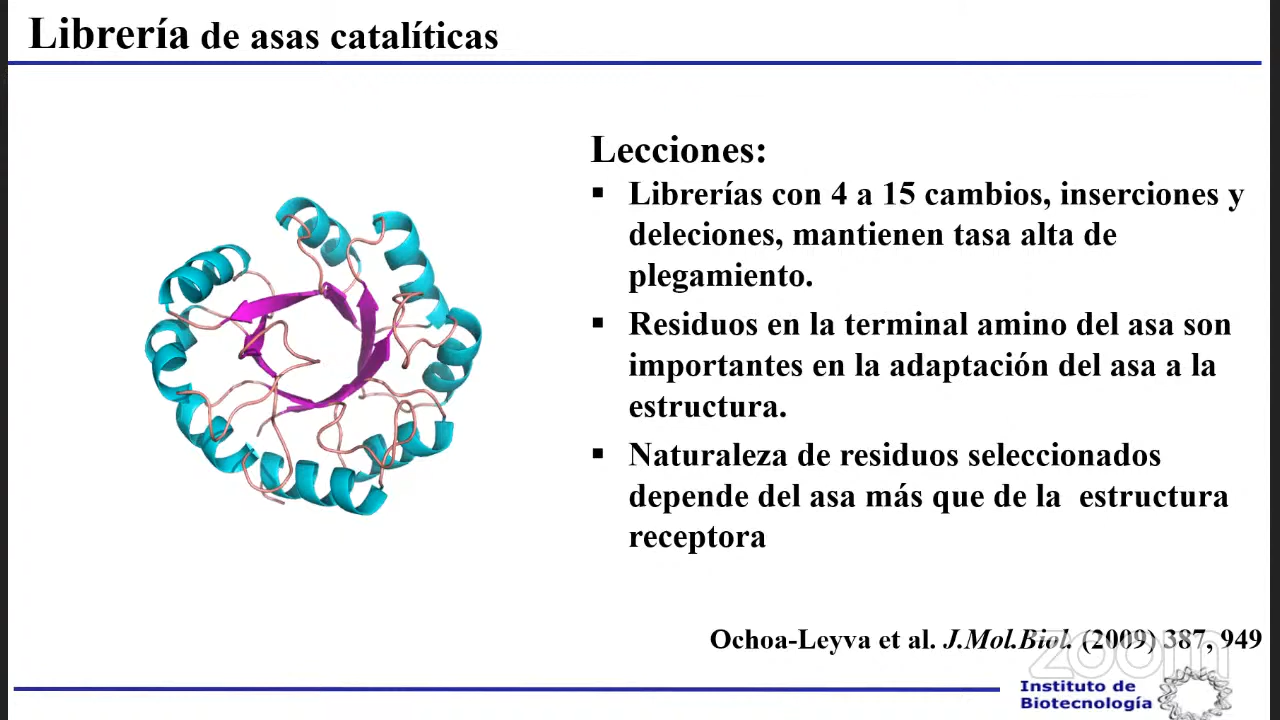 Librería de asas catalíticas
Lecciones:
▪ Librerías con 4 a 15 cambios, inserciones y
deleciones, mantienen tasa alta de
plegamiento.
▪ Residuos en la terminal amino del asa son
importantes en la adaptación del asa a la
estructura.
▪ Naturaleza de residuos seleccionados
depende del asa más que de la estructura
receptora
Ochoa-Leyva et al. J.Mol.Biol. (2009) 387, 949
zoom
Instituto de
Biotecnología